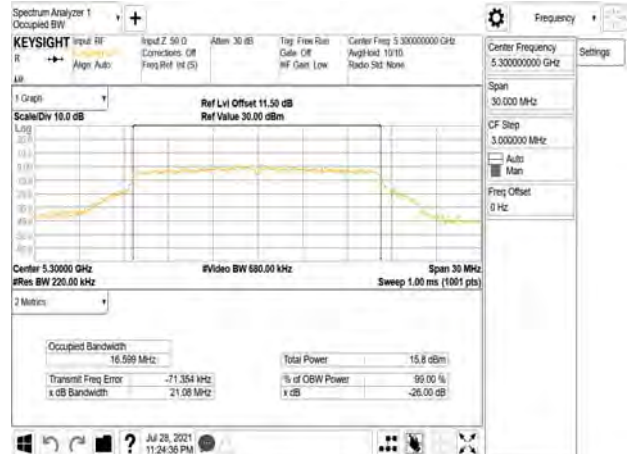 Spectrum Analyzer 1
Occupied BW
Frequency
KEYSIGHT
Input: RF
R
Align: Auto
Input Z: 50 Ω
Corrections: Off
Freq Ref: Int (S)
Atten: 30 dB
Trig: Free Run
Gate: Off
#IF Gain: Low
Center Freq: 5.300000000 GHz
Avg|Hold: 10/10
Radio Std: None
Center Frequency
5.300000000 GHz
Settings
Span
30.000 MHz
CF Step
3.000000 MHz
Auto
Man
Freq Offset
0 Hz
1 Graph
Scale/Div 10.0 dB
Ref Lvl Offset 11.50 dB
Ref Value 30.00 dBm
Log
Center 5.30000 GHz
#Res BW 220.00 kHz
#Video BW 680.00 kHz
Span 30 MHz
Sweep 1.00 ms (1001 pts)
2 Metrics
Occupied Bandwidth
16.599 MHz
Total Power 15.8 dBm
Transmit Freq Error -71.354 kHz
% of OBW Power 99.00 %
x dB Bandwidth 21.08 MHz
x dB -26.00 dB
Jul 28, 2021
11:24:36 PM